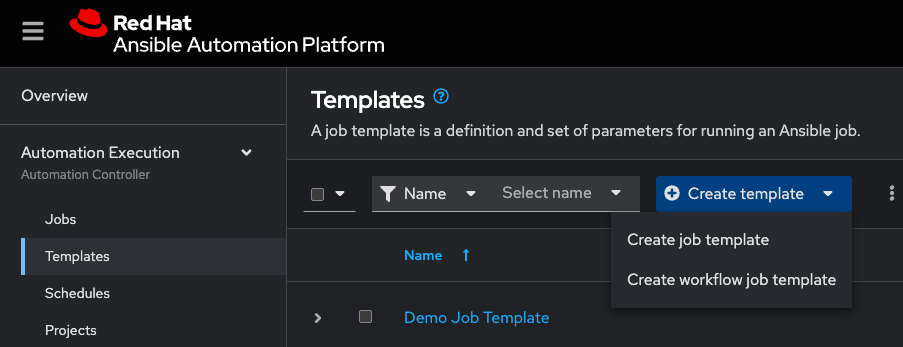 Red Hat
Ansible Automation Platform
Overview
Automation Execution
Automation Controller
Jobs
Templates
Schedules
Projects
Templates
A job template is a definition and set of parameters for running an Ansible job.
Name Select name Create template
Create job template
Create workflow job template
Name
Demo Job Template